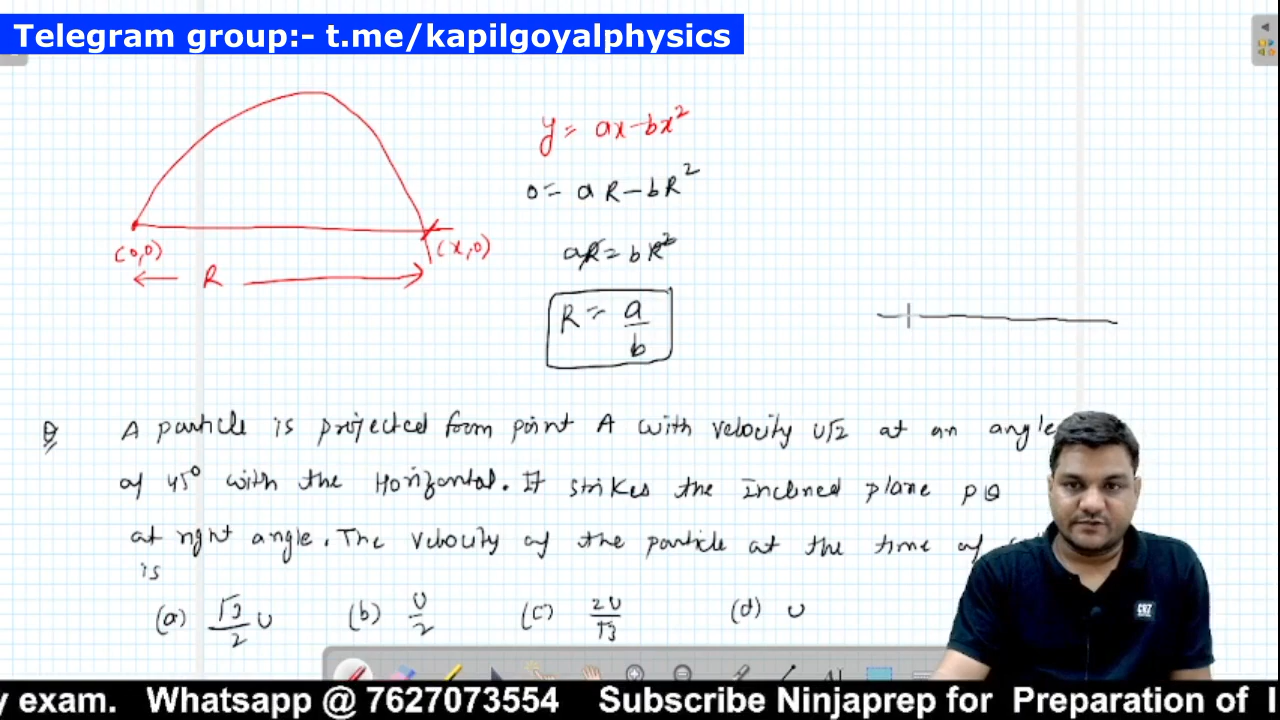 Telegram group:- t.me/kapilgoyalphysics
y = ax - bx²
0 = aR - bR²
aR = bR²
R = a/b
(0,0)
(x,0)
R
Q A particle is projected from point A with velocity u√2 at an angle
of 45° with the Horizontal. It strikes the Inclined plane PQ
at right angle. The velocity of the particle at the time of
is
(a) √3/2 u (b) u/2 (c) 2u/√3 (d) u
y exam. Whatsapp @ 7627073554 Subscribe Ninjaprep for Preparation of I